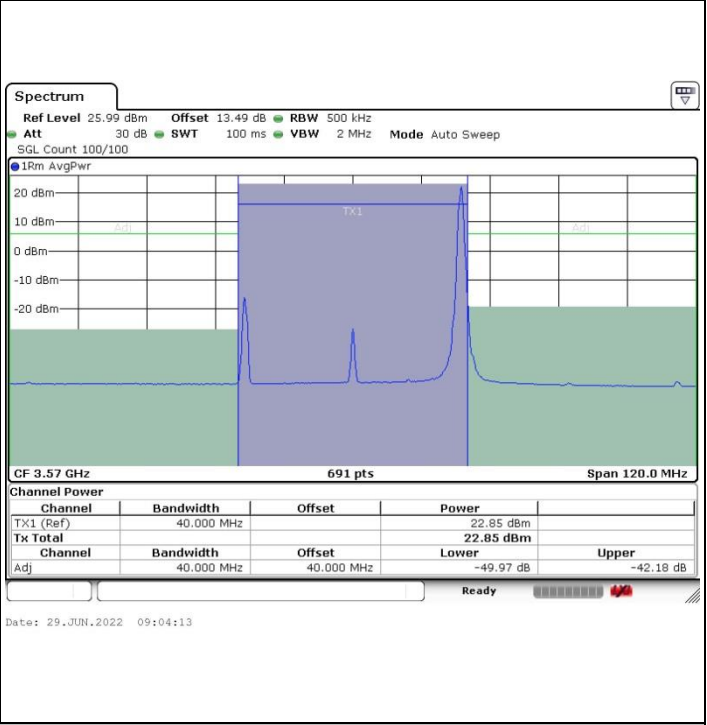 Spectrum
Ref Level 25.99 dBm Offset 13.49 dB RBW 500 kHz
Att 30 dB SWT 100 ms VBW 2 MHz Mode Auto Sweep
SGL Count 100/100
1Rm AvgPwr
20 dBm
TX1
10 dBm
Adj Adj
0 dBm
-10 dBm
-20 dBm
CF 3.57 GHz 691 pts Span 120.0 MHz
Channel Power
Channel Bandwidth Offset Power
TX1 (Ref) 40.000 MHz 22.85 dBm
Tx Total 22.85 dBm
Channel Bandwidth Offset Lower Upper
Adj 40.000 MHz 40.000 MHz -49.97 dB -42.18 dB
Ready
Date: 29.JUN.2022 09:04:13